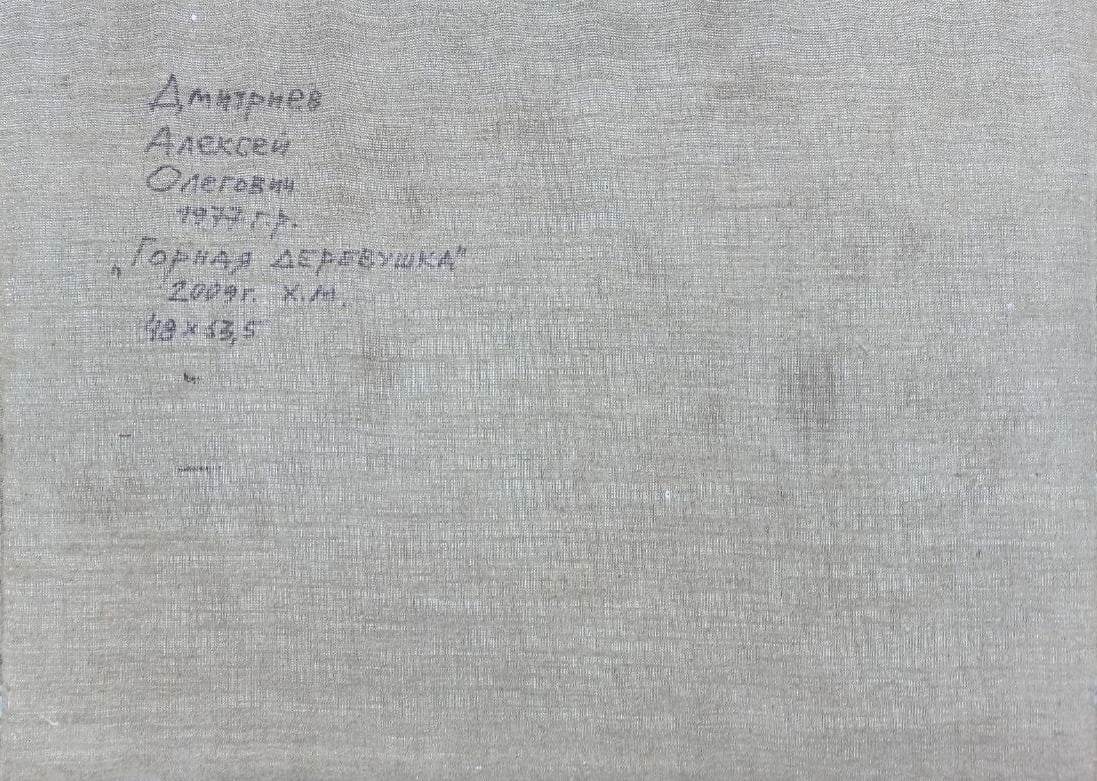 Дмитриев
Алексей
Олегович
1977 г.р.
„Горная деревушка"
2009г. х.м.
48 х 53,5